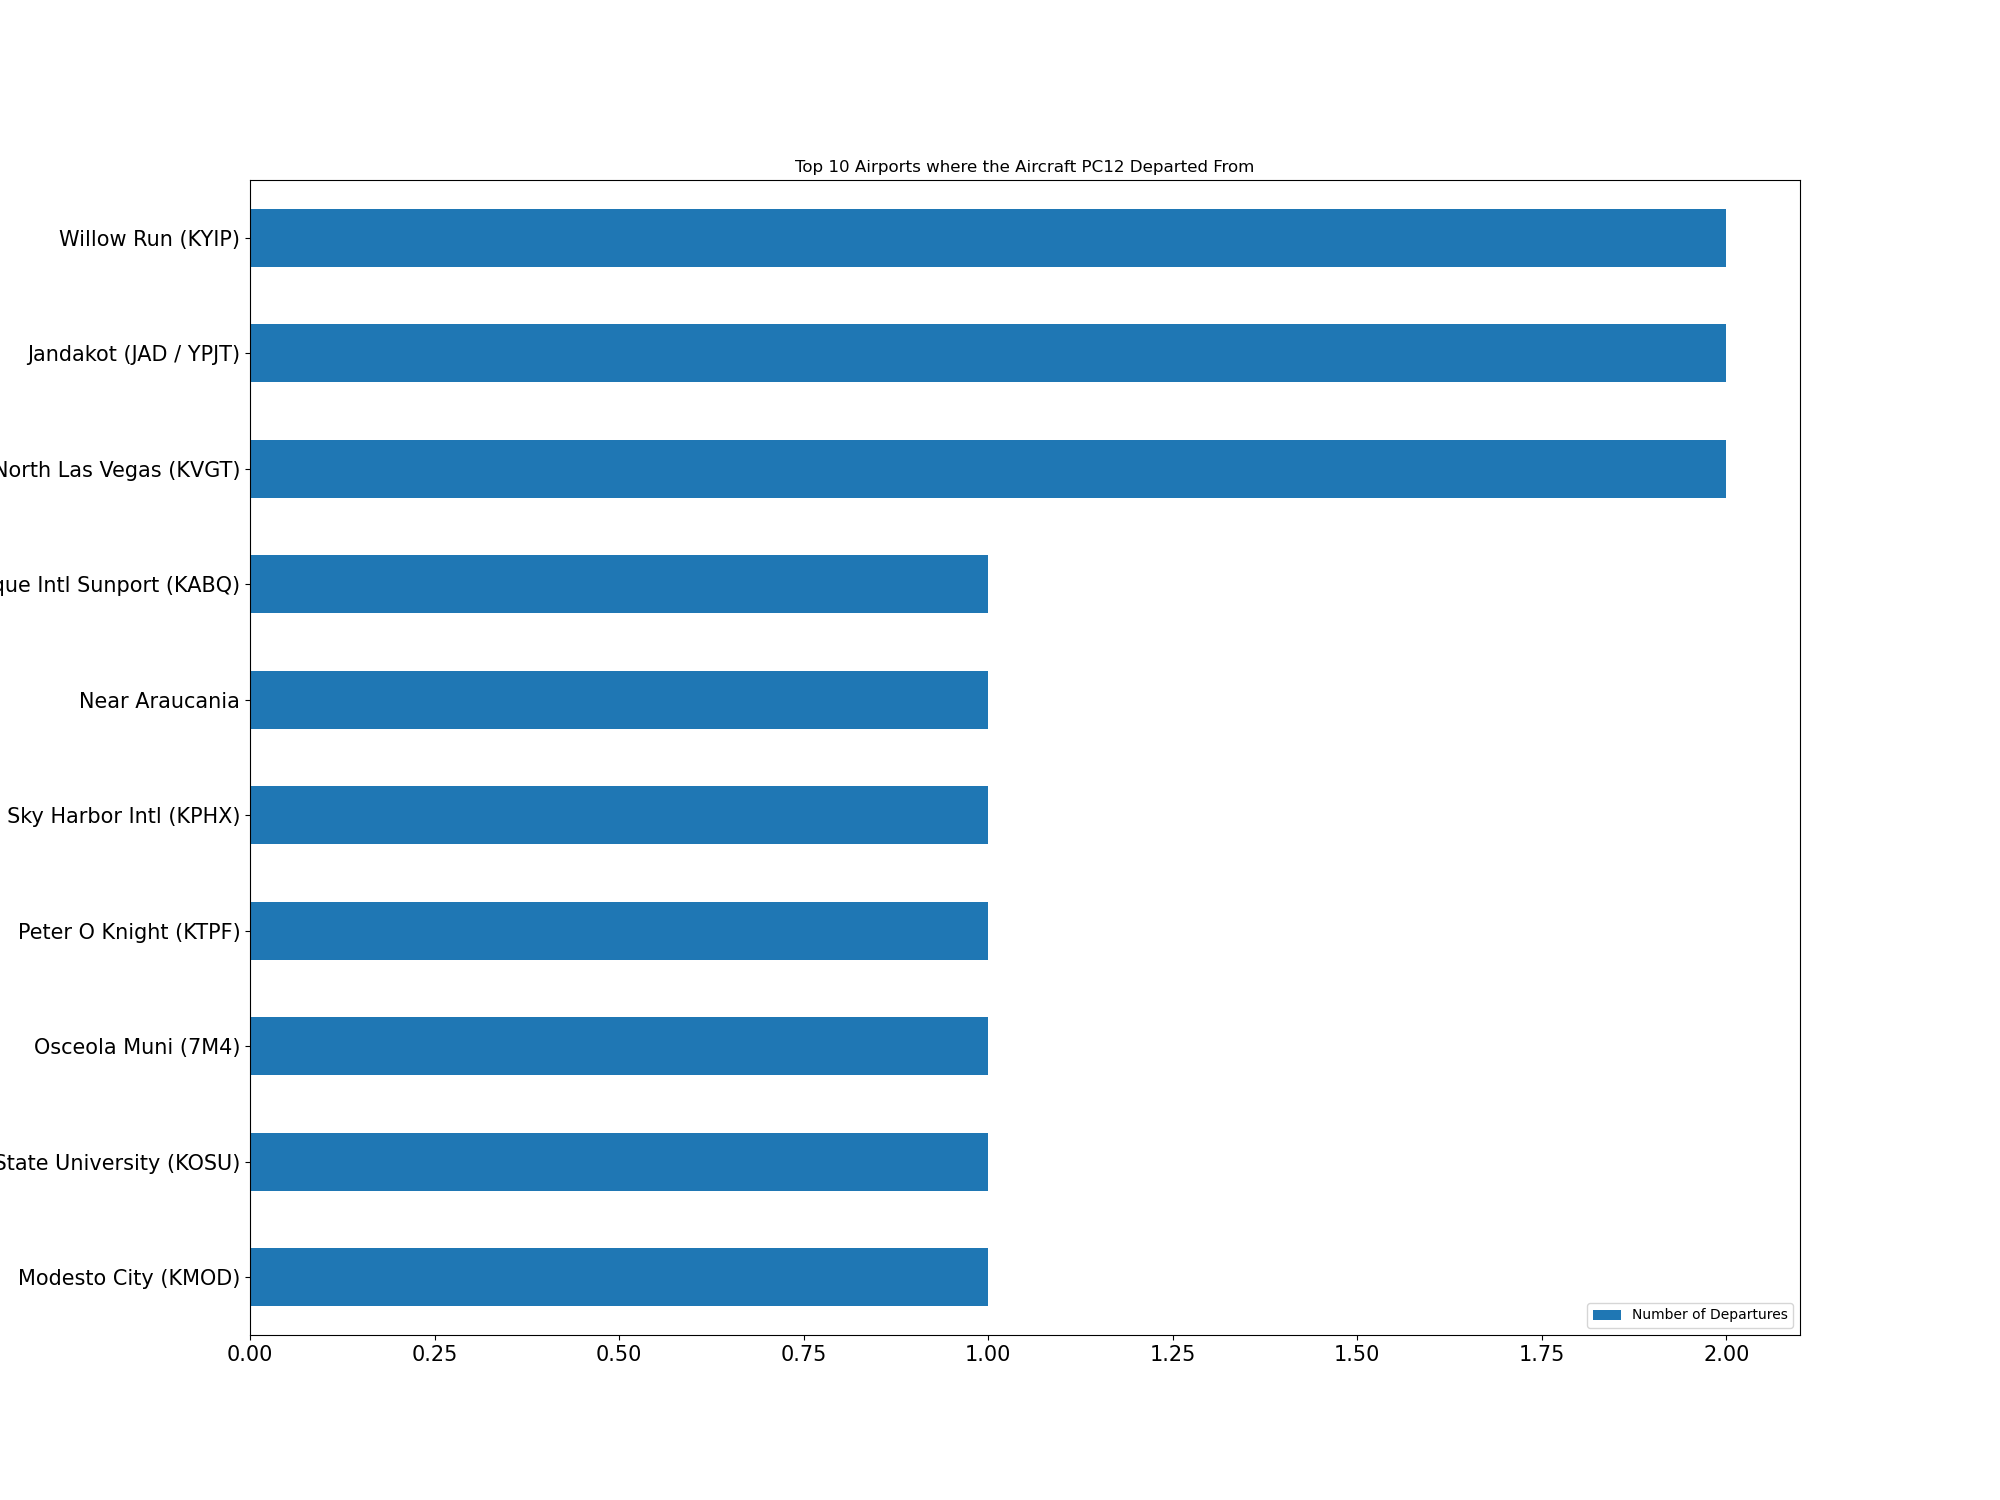 Top 10 Airports where the Aircraft PC12 Departed From
Willow Run (KYIP)
Jandakot (JAD / YPJT)
North Las Vegas (KVGT)
Intl Sunport (KABQ)
Near Araucania
Sky Harbor Intl (KPHX)
Peter O Knight (KTPF)
Osceola Muni (7M4)
State University (KOSU)
Modesto City (KMOD)
Number of Departures
0.00 0.25 0.50 0.75 1.00 1.25 1.50 1.75 2.00